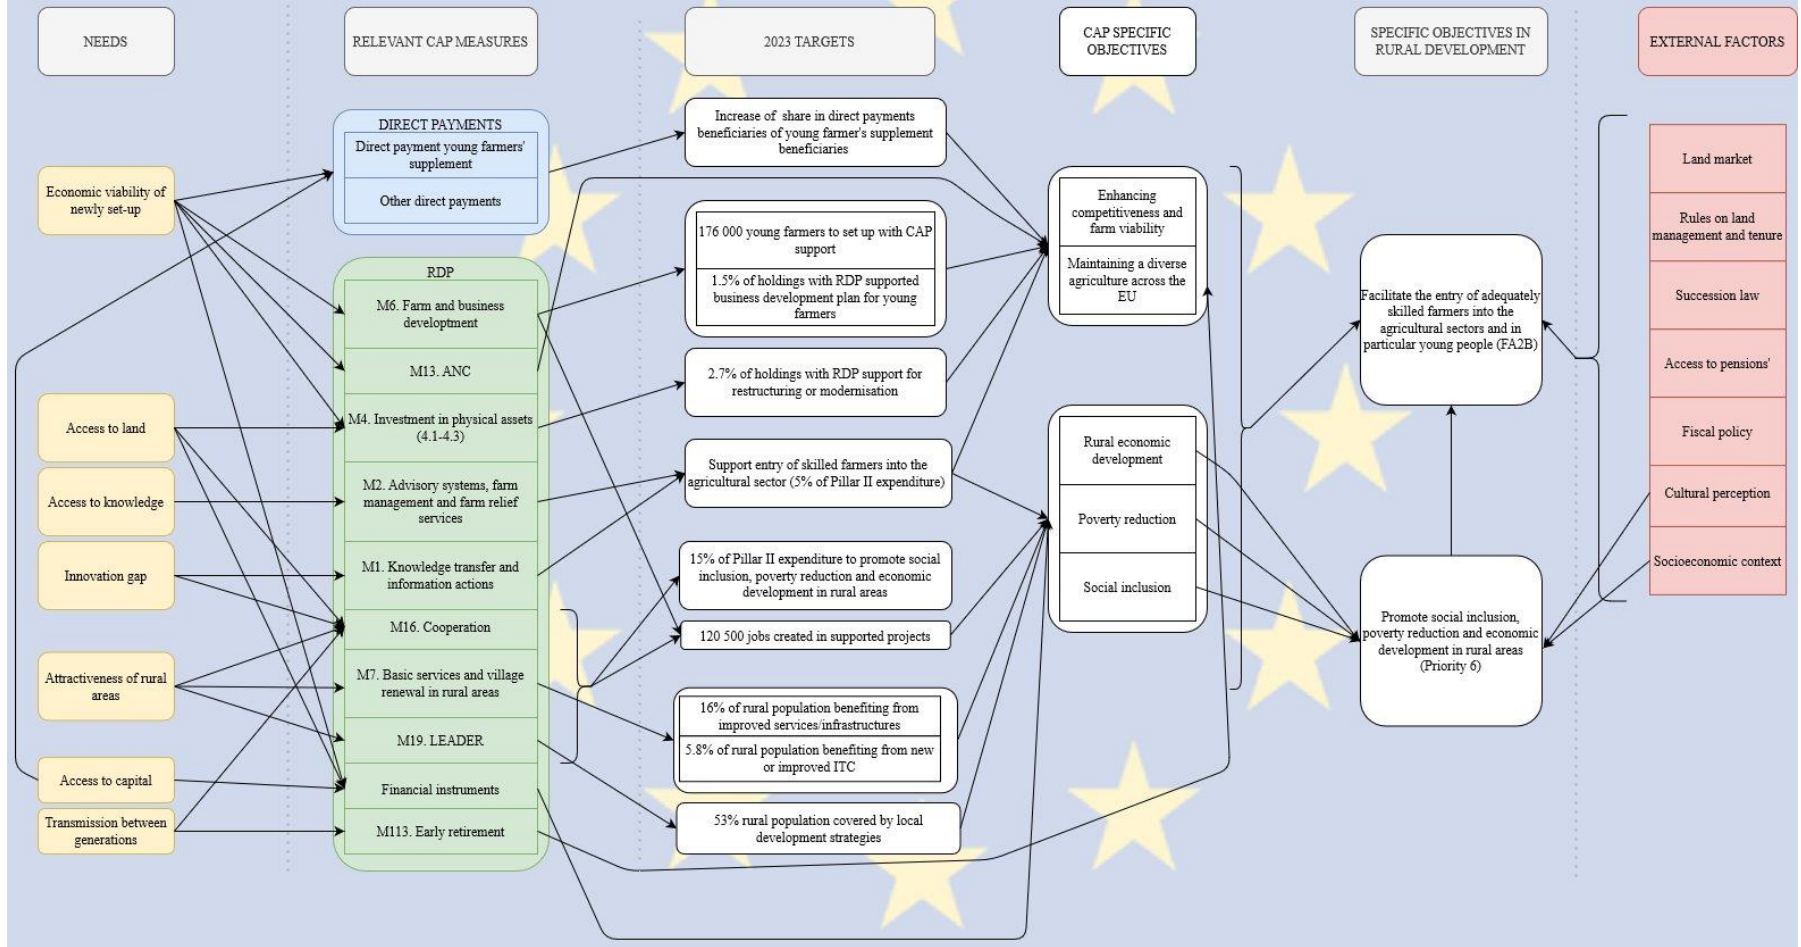 NEEDS
RELEVANT CAP MEASURES
2023 TARGETS
CAP SPECIFIC
OBJECTIVES
SPECIFIC OBJECTIVES IN
RURAL DEVELOPMENT
EXTERNAL FACTORS
Economic viability of
newly set-up
Access to land
Access to knowledge
Innovation gap
Attractiveness of rural
areas
Access to capital
Transmission between
generations
DIRECT PAYMENTS
Direct payment young farmers'
supplement
Other direct payments
RDP
M6. Farm and business
developtment
M13. ANC
M4. Investment in physical assets
(4.1-4.3)
M2. Advisory systems, farm
management and farm relief
services
M1. Knowledge transfer and
information actions
M16. Cooperation
M7. Basic services and village
renewal in rural areas
M19. LEADER
Financial instruments
M113. Early retirement
Increase of share in direct payments
beneficiaries of young farmer's supplement
beneficiaries
176 000 young farmers to set up with CAP
support
1.5% of holdings with RDP supported
business development plan for young
farmers
2.7% of holdings with RDP support for
restructuring or modernisation
Support entry of skilled farmers into the
agricultural sector (5% of Pillar II expenditure)
15% of Pillar II expenditure to promote social
inclusion, poverty reduction and economic
development in rural areas
120 500 jobs created in supported projects
16% of rural population benefiting from
improved services/infrastructures
5.8% of rural population benefiting from new
or improved ITC
53% rural population covered by local
development strategies
Enhancing
competitiveness and
farm viability
Maintaining a diverse
agriculture across the
EU
Rural economic
development
Poverty reduction
Social inclusion
Facilitate the entry of adequately
skilled farmers into the
agricultural sectors and in
particular young people (FA2B)
Promote social inclusion,
poverty reduction and economic
development in rural areas
(Priority 6)
Land market
Rules on land
management and tenure
Succession law
Access to pensions'
Fiscal policy
Cultural perception
Socioeconomic context